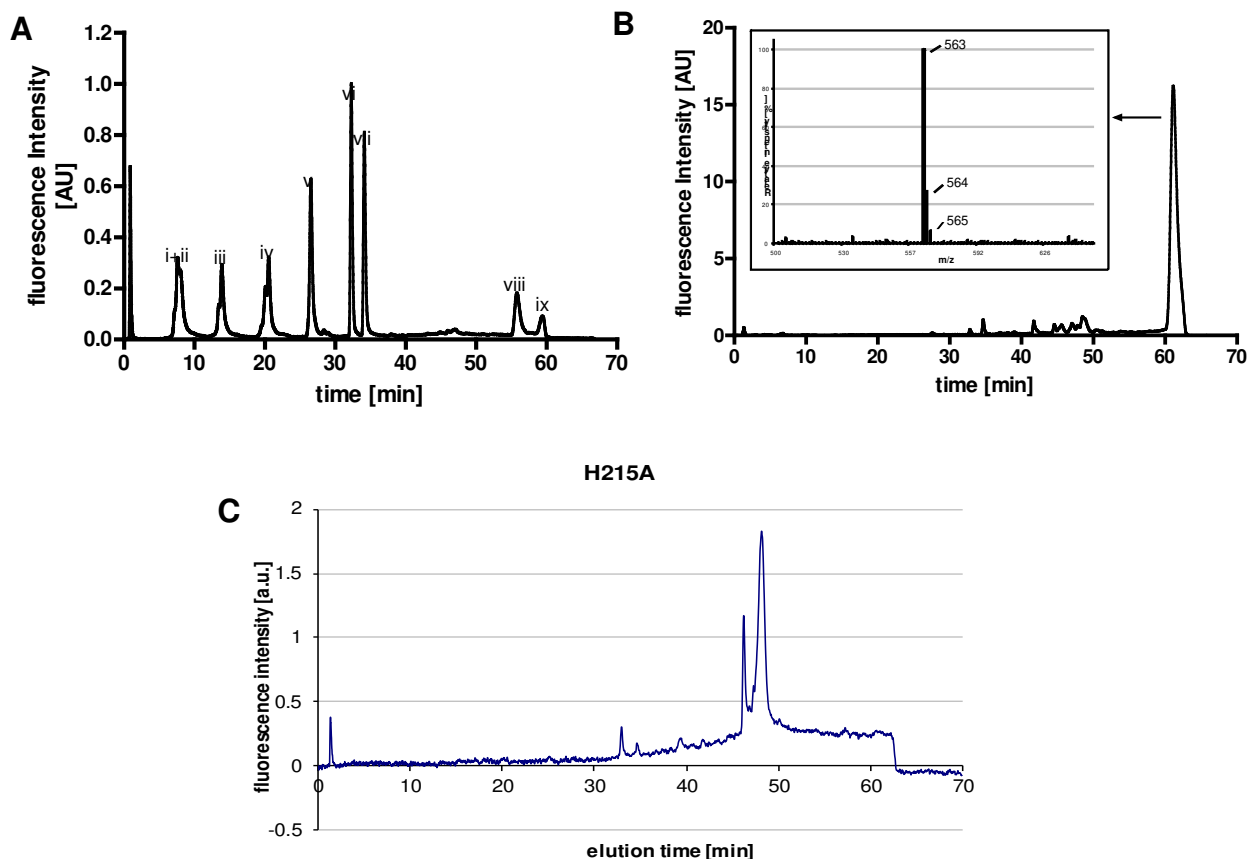 A
fluorescence Intensity
[AU]
1.2
1.0
0.8
0.6
0.4
0.2
0.0
i+ii
iii
iv
v
vi
vii
viii
ix
0 10 20 30 40 50 60 70
time [min]
B
fluorescence Intensity [AU]
20
15
10
5
0
100
80
60
40
20
0
563
564
565
500 530 557 592 626
m/z
0 10 20 30 40 50 60 70
time [min]
H215A
C
fluorescence intensity [a.u.]
2
1.5
1
0.5
0
-0.5
0 10 20 30 40 50 60 70
elution time [min]